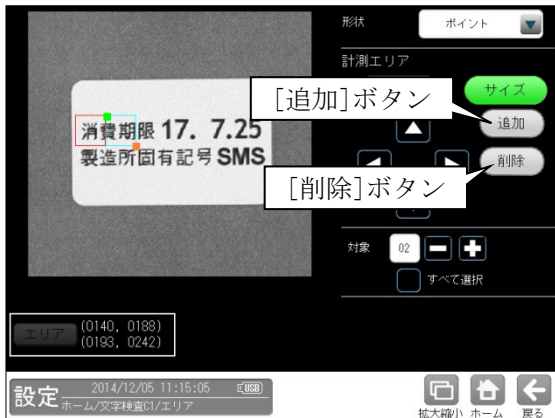 形状
ポイント
計測エリア
サイズ
[追加]ボタン
追加
消費期限 17. 7.25
製造所固有記号 SMS
削除
[削除]ボタン
対象
02
すべて選択
エリア
(0140, 0188)
(0193, 0242)
設定
2014/12/05 11:15:05
USB
ホーム/文字検査C1/エリア
拡大縮小
ホーム
戻る